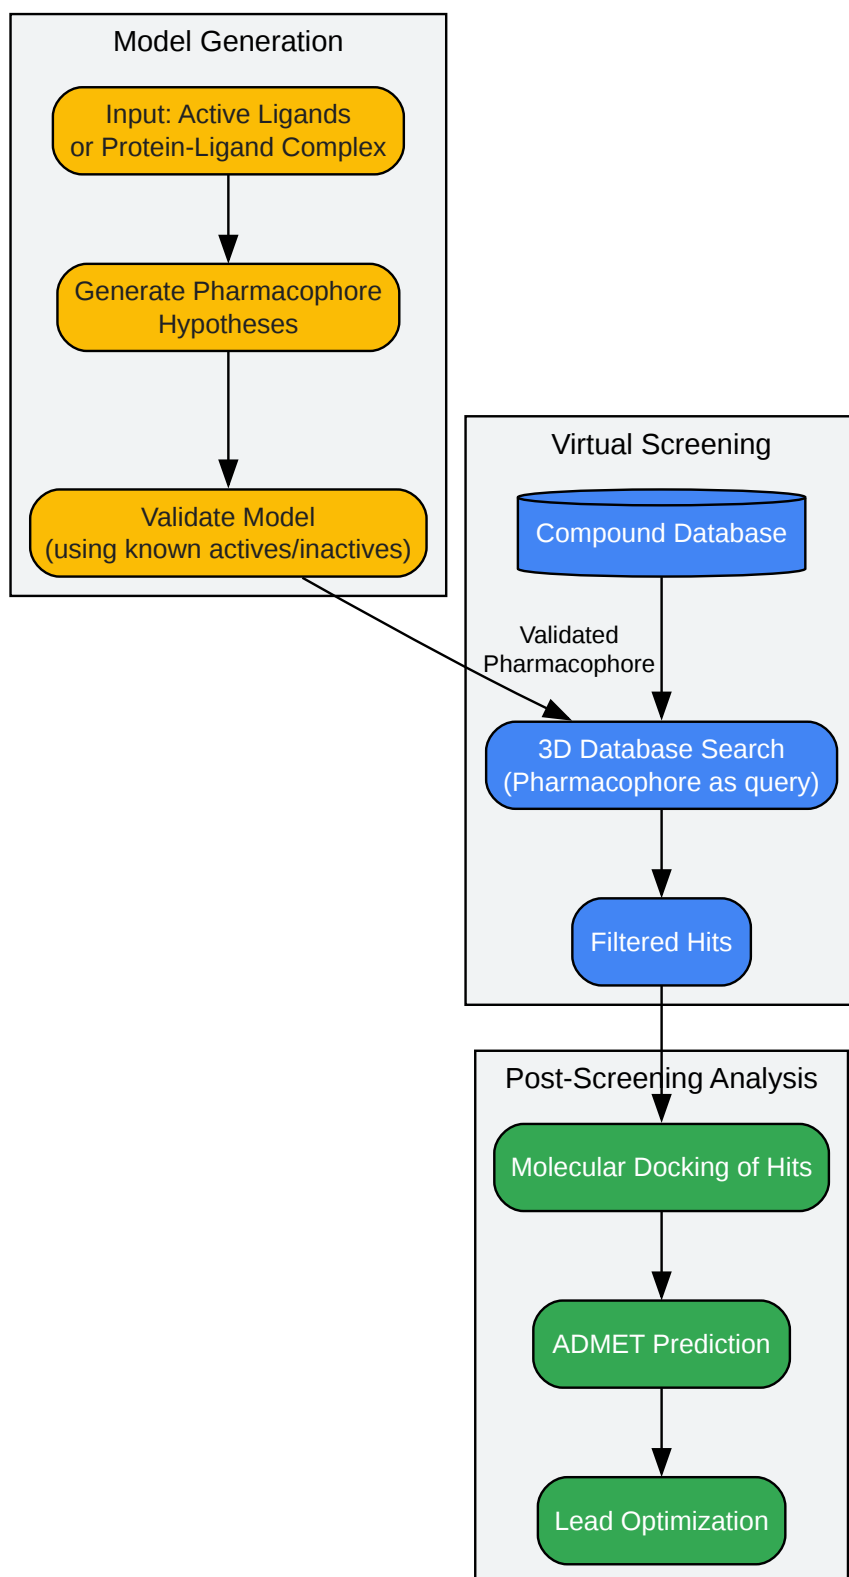 Model Generation
Input: Active Ligands
or Protein-Ligand Complex
Generate Pharmacophore
Hypotheses
Validate Model
(using known actives/inactives)
Virtual Screening
Compound Database
Validated
Pharmacophore
3D Database Search
(Pharmacophore as query)
Filtered Hits
Post-Screening Analysis
Molecular Docking of Hits
ADMET Prediction
Lead Optimization